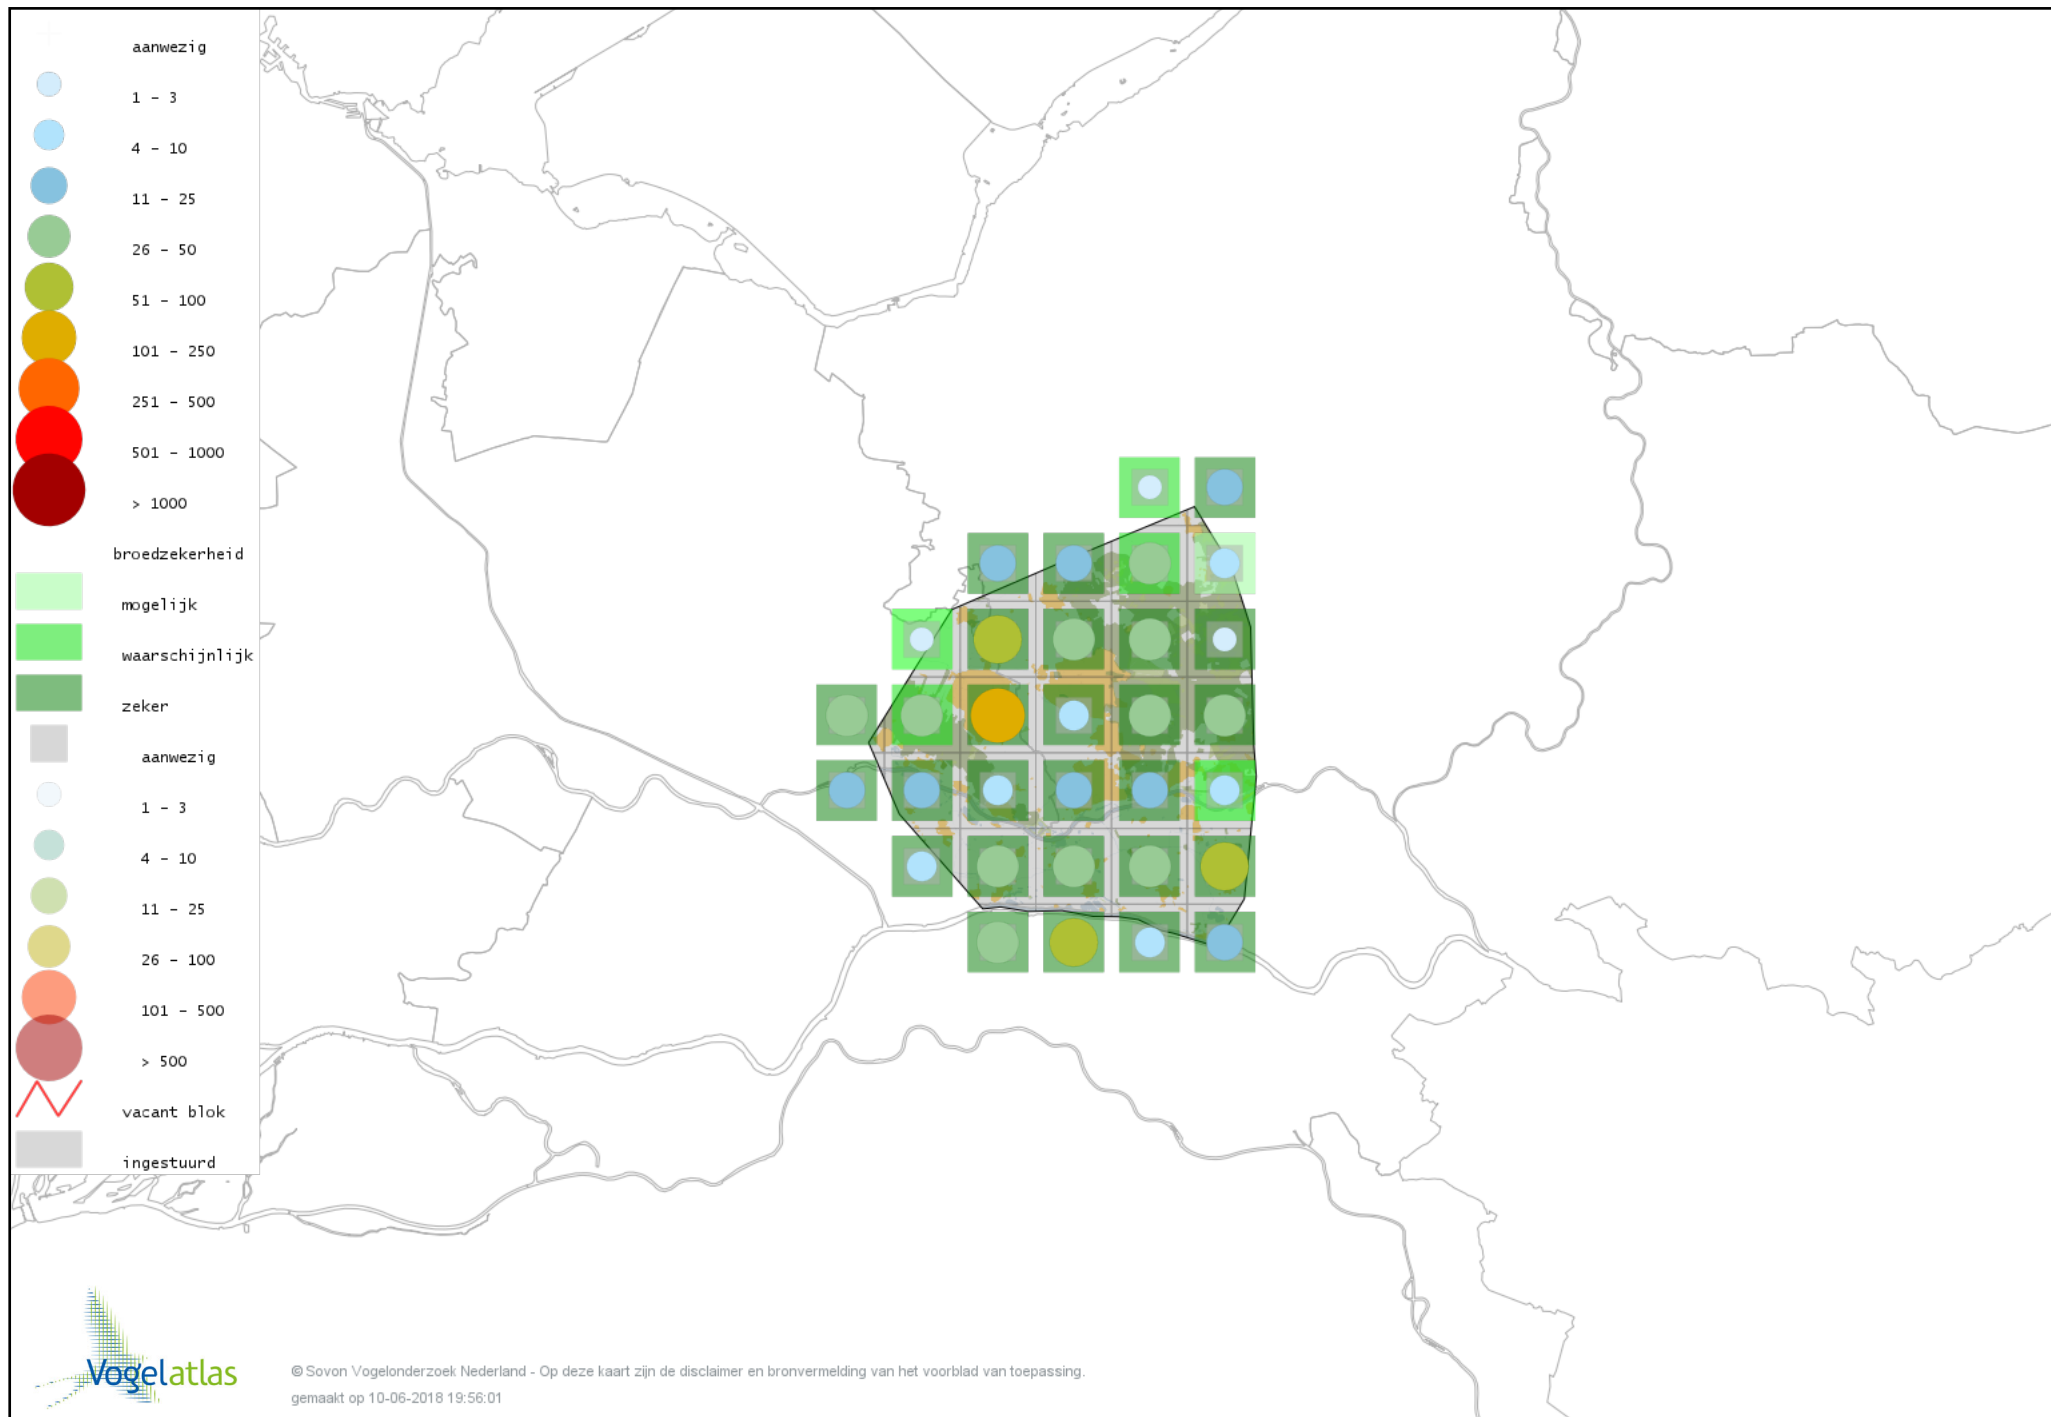 aanwezig
1 - 3
4 - 10
11 - 25
26 - 50
51 - 100
101 - 250
251 - 500
501 - 1000
> 1000
broedzekerheid
mogelijk
waarschijnlijk
zeker
aanwezig
1 - 3
4 - 10
11 - 25
26 - 100
101 - 500
> 500
vacant blok
ingestuurd
Vogelatlas
© Sovon Vogelonderzoek Nederland - Op deze kaart zijn de disclaimer en bronvermelding van het voorblad van toepassing.
gemaakt op 10-06-2018 19:56:01